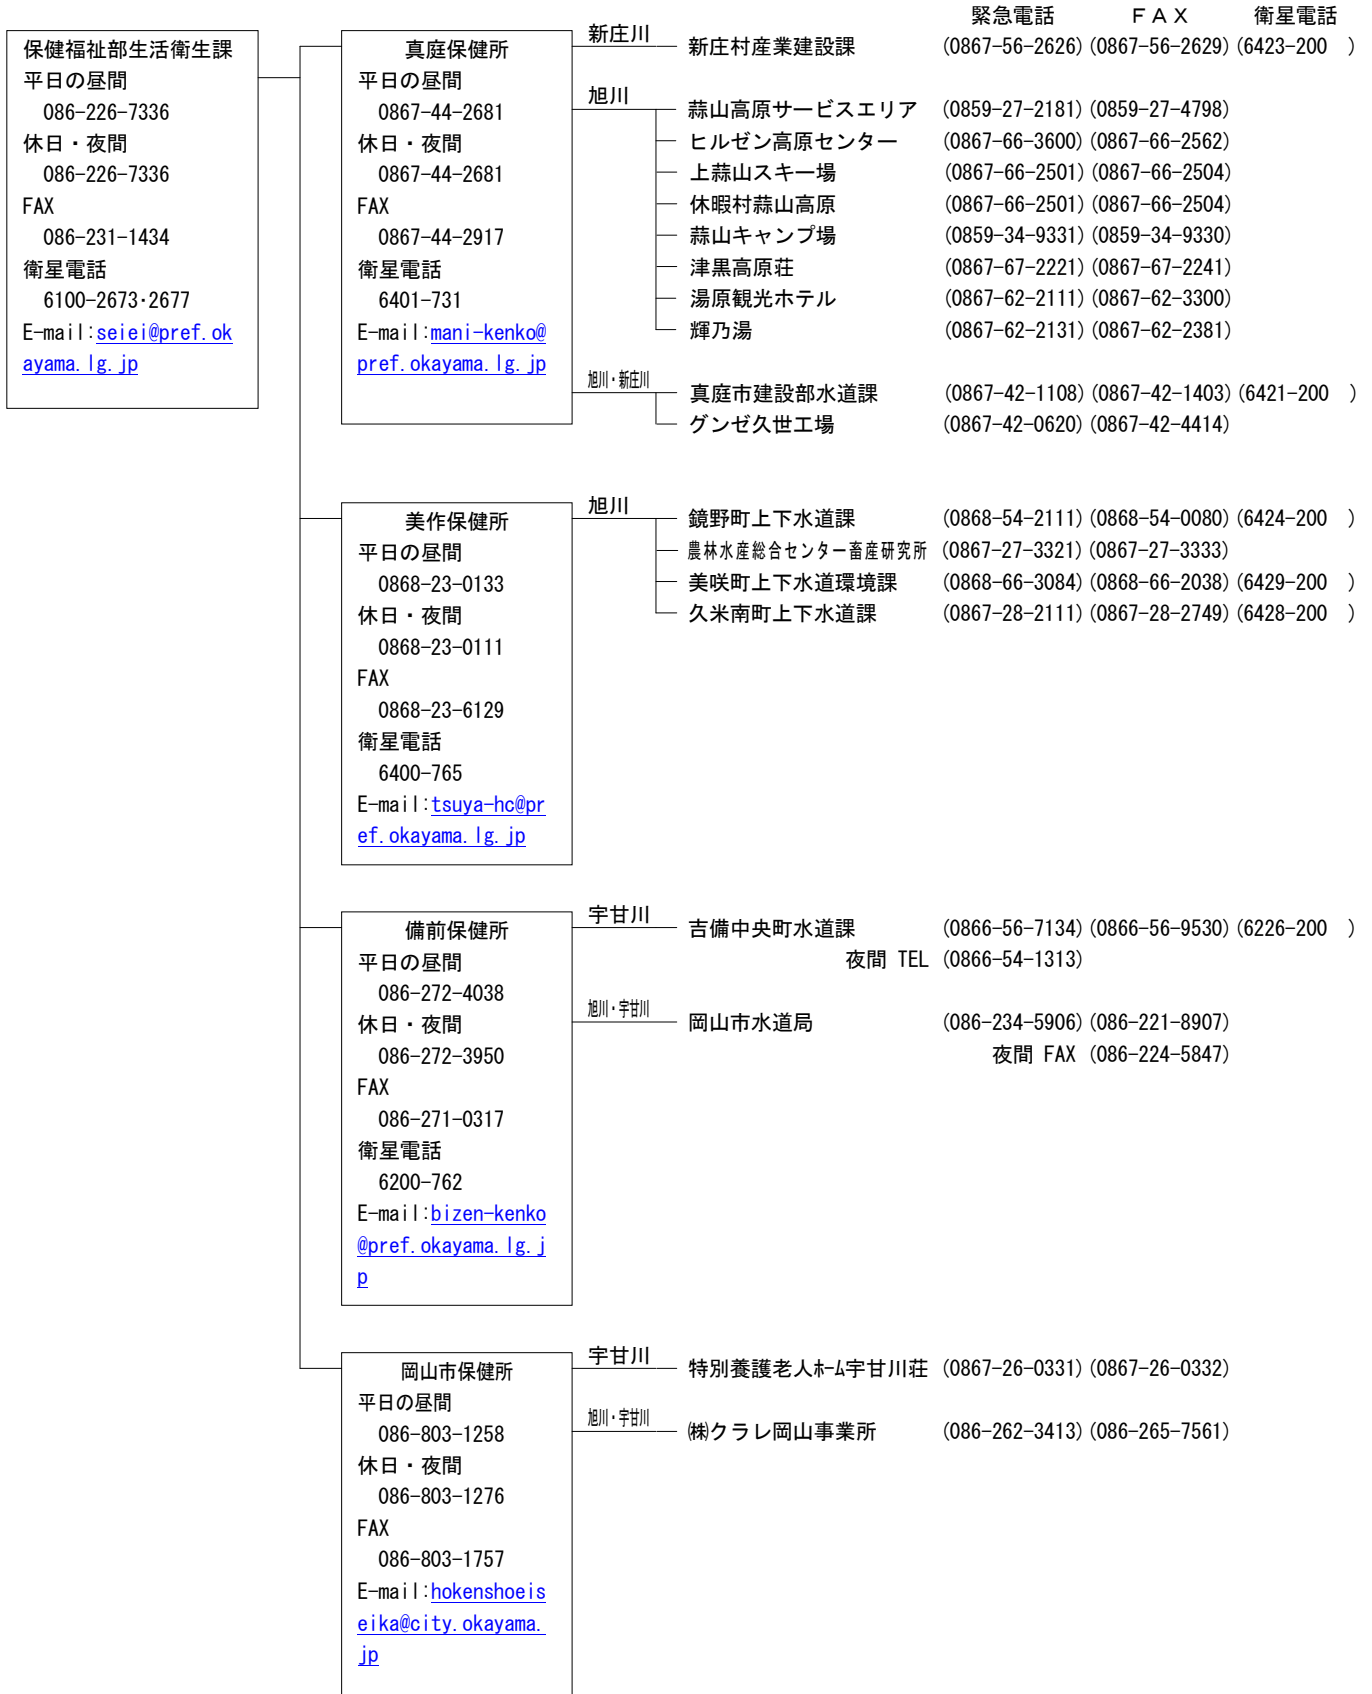 緊急電話 ＦＡＸ 衛星電話
保健福祉部生活衛生課
平日の昼間
086-226-7336
休日・夜間
086-226-7336
FAX
086-231-1434
衛星電話
6100-2673･2677
E-mail:seiei@pref.ok
ayama.lg.jp
真庭保健所
平日の昼間
0867-44-2681
休日・夜間
0867-44-2681
FAX
0867-44-2917
衛星電話
6401-731
E-mail:mani-kenko@
pref.okayama.lg.jp
新庄川
新庄村産業建設課 (0867-56-2626)(0867-56-2629)(6423-200 )
旭川
蒜山高原サービスエリア (0859-27-2181)(0859-27-4798)
ヒルゼン高原センター (0867-66-3600)(0867-66-2562)
上蒜山スキー場 (0867-66-2501)(0867-66-2504)
休暇村蒜山高原 (0867-66-2501)(0867-66-2504)
蒜山キャンプ場 (0859-34-9331)(0859-34-9330)
津黒高原荘 (0867-67-2221)(0867-67-2241)
湯原観光ホテル (0867-62-2111)(0867-62-3300)
輝乃湯 (0867-62-2131)(0867-62-2381)
旭川・新庄川
真庭市建設部水道課 (0867-42-1108)(0867-42-1403)(6421-200 )
グンゼ久世工場 (0867-42-0620)(0867-42-4414)
美作保健所
平日の昼間
0868-23-0133
休日・夜間
0868-23-0111
FAX
0868-23-6129
衛星電話
6400-765
E-mail:tsuya-hc@pr
ef.okayama.lg.jp
旭川
鏡野町上下水道課 (0868-54-2111)(0868-54-0080)(6424-200 )
農林水産総合センター畜産研究所 (0867-27-3321)(0867-27-3333)
美咲町上下水道環境課 (0868-66-3084)(0868-66-2038)(6429-200 )
久米南町上下水道課 (0867-28-2111)(0867-28-2749)(6428-200 )
備前保健所
平日の昼間
086-272-4038
休日・夜間
086-272-3950
FAX
086-271-0317
衛星電話
6200-762
E-mail:bizen-kenko
@pref.okayama.lg.j
p
宇甘川
吉備中央町水道課 (0866-56-7134)(0866-56-9530)(6226-200 )
夜間 TEL (0866-54-1313)
旭川・宇甘川
岡山市水道局 (086-234-5906)(086-221-8907)
夜間 FAX (086-224-5847)
岡山市保健所
平日の昼間
086-803-1258
休日・夜間
086-803-1276
FAX
086-803-1757
E-mail:hokenshoeis
eika@city.okayama.
jp
宇甘川
特別養護老人ﾎｰﾑ宇甘川荘 (0867-26-0331)(0867-26-0332)
旭川・宇甘川
㈱クラレ岡山事業所 (086-262-3413)(086-265-7561)